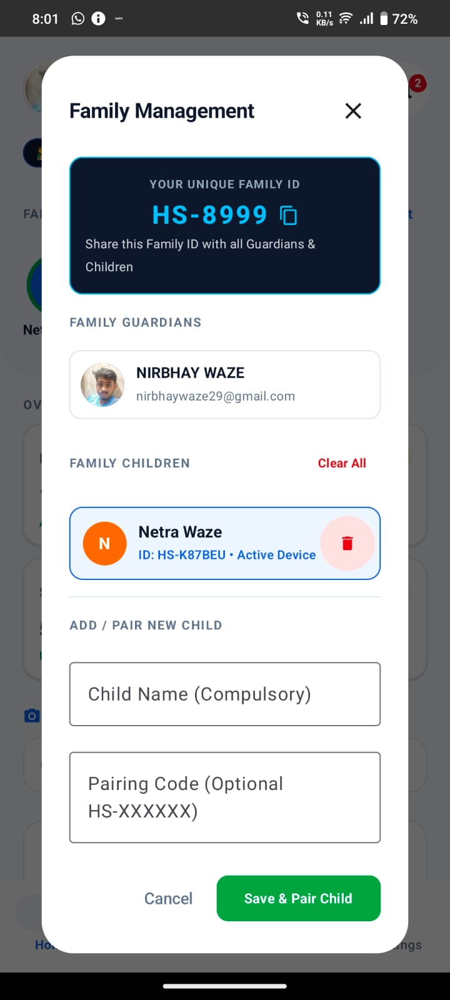 8:01
0.11
KB/s
72%
2
Family Management
YOUR UNIQUE FAMILY ID
HS-8999
Share this Family ID with all Guardians &
Children
FAMILY GUARDIANS
NIRBHAY WAZE
nirbhaywaze29@gmail.com
FAMILY CHILDREN
Clear All
N
Netra Waze
ID: HS-K87BEU • Active Device
ADD / PAIR NEW CHILD
Child Name (Compulsory)
Pairing Code (Optional
HS-XXXXXX)
Cancel
Save & Pair Child